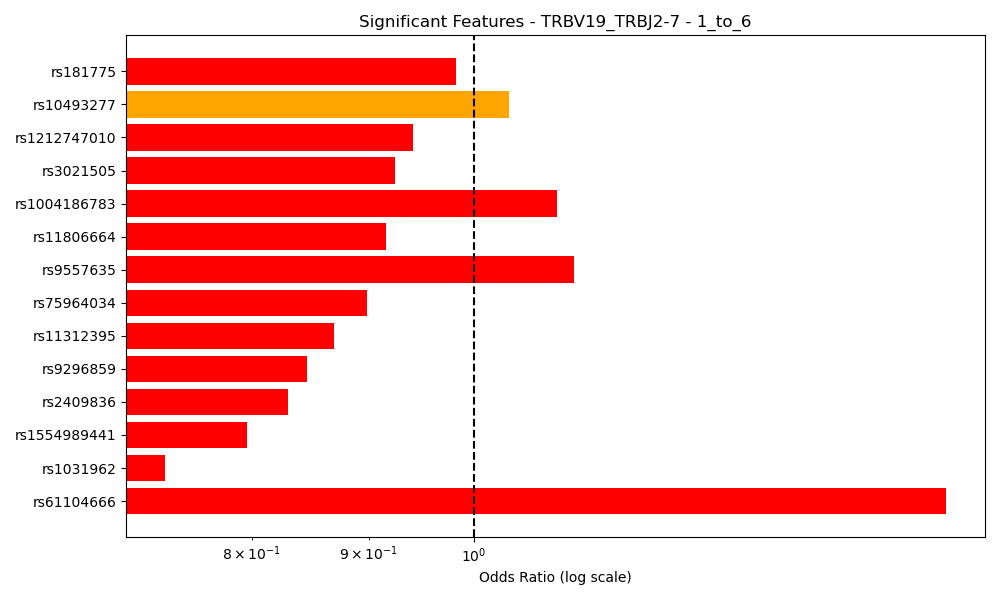 Significant Features - TRBV19_TRBJ2-7 - 1_to_6
rs181775
rs10493277
rs1212747010
rs3021505
rs1004186783
rs11806664
rs9557635
rs75964034
rs11312395
rs9296859
rs2409836
rs1554989441
rs1031962
rs61104666
8 × 10⁻¹ 9 × 10⁻¹ 10⁰
Odds Ratio (log scale)